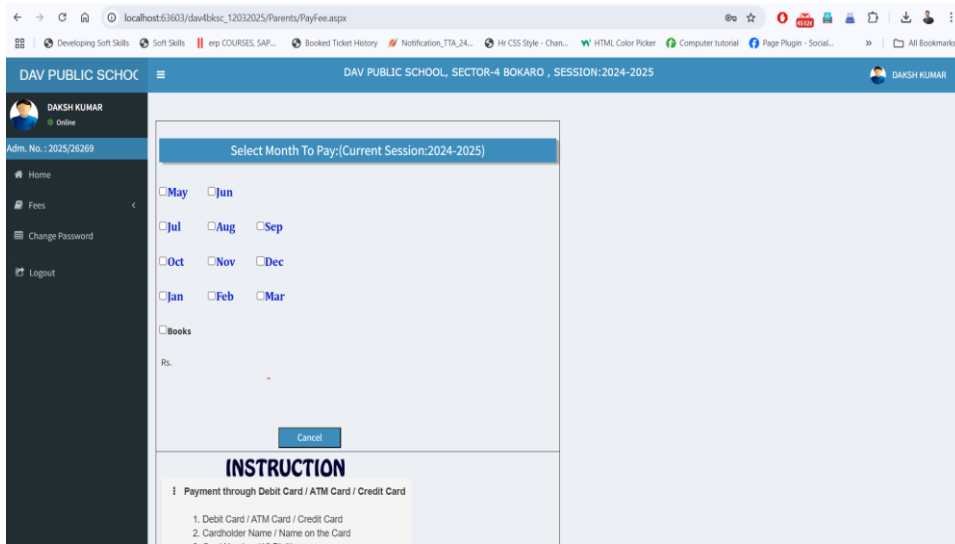 localhost:63603/dav4bksc_12032025/Parents/PayFee.aspx
Developing Soft Skills Soft Skills erp COURSES, SAP... Booked Ticket History Notification_TTA_24... Hr CSS Style - Chan... HTML Color Picker Computer tutorial Page Plugin - Social... » All Bookmarks
DAV PUBLIC SCHOO DAV PUBLIC SCHOOL, SECTOR-4 BOKARO , SESSION:2024-2025 DAKSH KUMAR
DAKSH KUMAR
Online
Adm. No. : 2025/26269
Select Month To Pay:(Current Session:2024-2025)
Home
May Jun
Fees
Jul Aug Sep
Change Password
Oct Nov Dec
Logout
Jan Feb Mar
Books
Rs.
Cancel
INSTRUCTION
Payment through Debit Card / ATM Card / Credit Card
1. Debit Card / ATM Card / Credit Card
2. Cardholder Name / Name on the Card